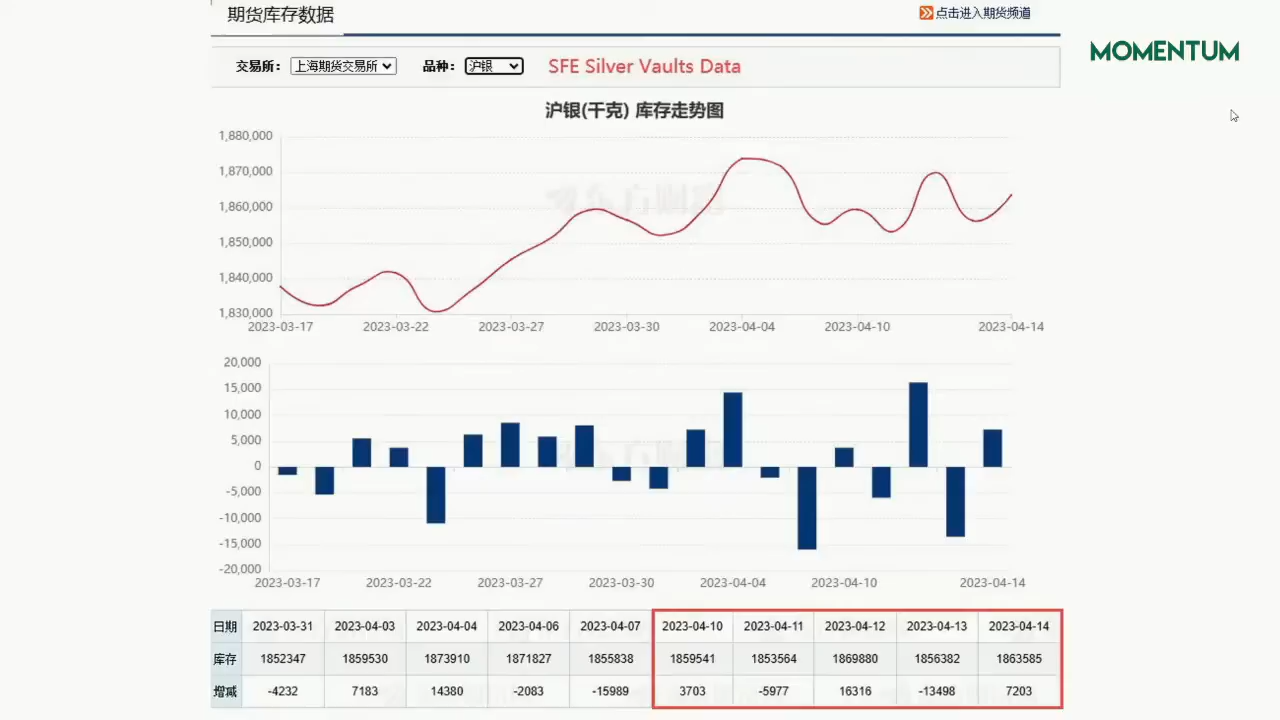 期货库存数据
点击进入期货频道
MOMENTUM
交易所： 上海期货交易所 品种： 沪银 SFE Silver Vaults Data
沪银(千克) 库存走势图
1,880,000
1,870,000
1,860,000
1,850,000
1,840,000
1,830,000
2023-03-17 2023-03-22 2023-03-27 2023-03-30 2023-04-04 2023-04-10 2023-04-14
20,000
15,000
10,000
5,000
0
-5,000
-10,000
-15,000
-20,000
2023-03-17 2023-03-22 2023-03-27 2023-03-30 2023-04-04 2023-04-10 2023-04-14
日期 2023-03-31 2023-04-03 2023-04-04 2023-04-06 2023-04-07 2023-04-10 2023-04-11 2023-04-12 2023-04-13 2023-04-14
库存 1852347 1859530 1873910 1871827 1855838 1859541 1853564 1869880 1856382 1863585
增减 -4232 7183 14380 -2083 -15989 3703 -5977 16316 -13498 7203